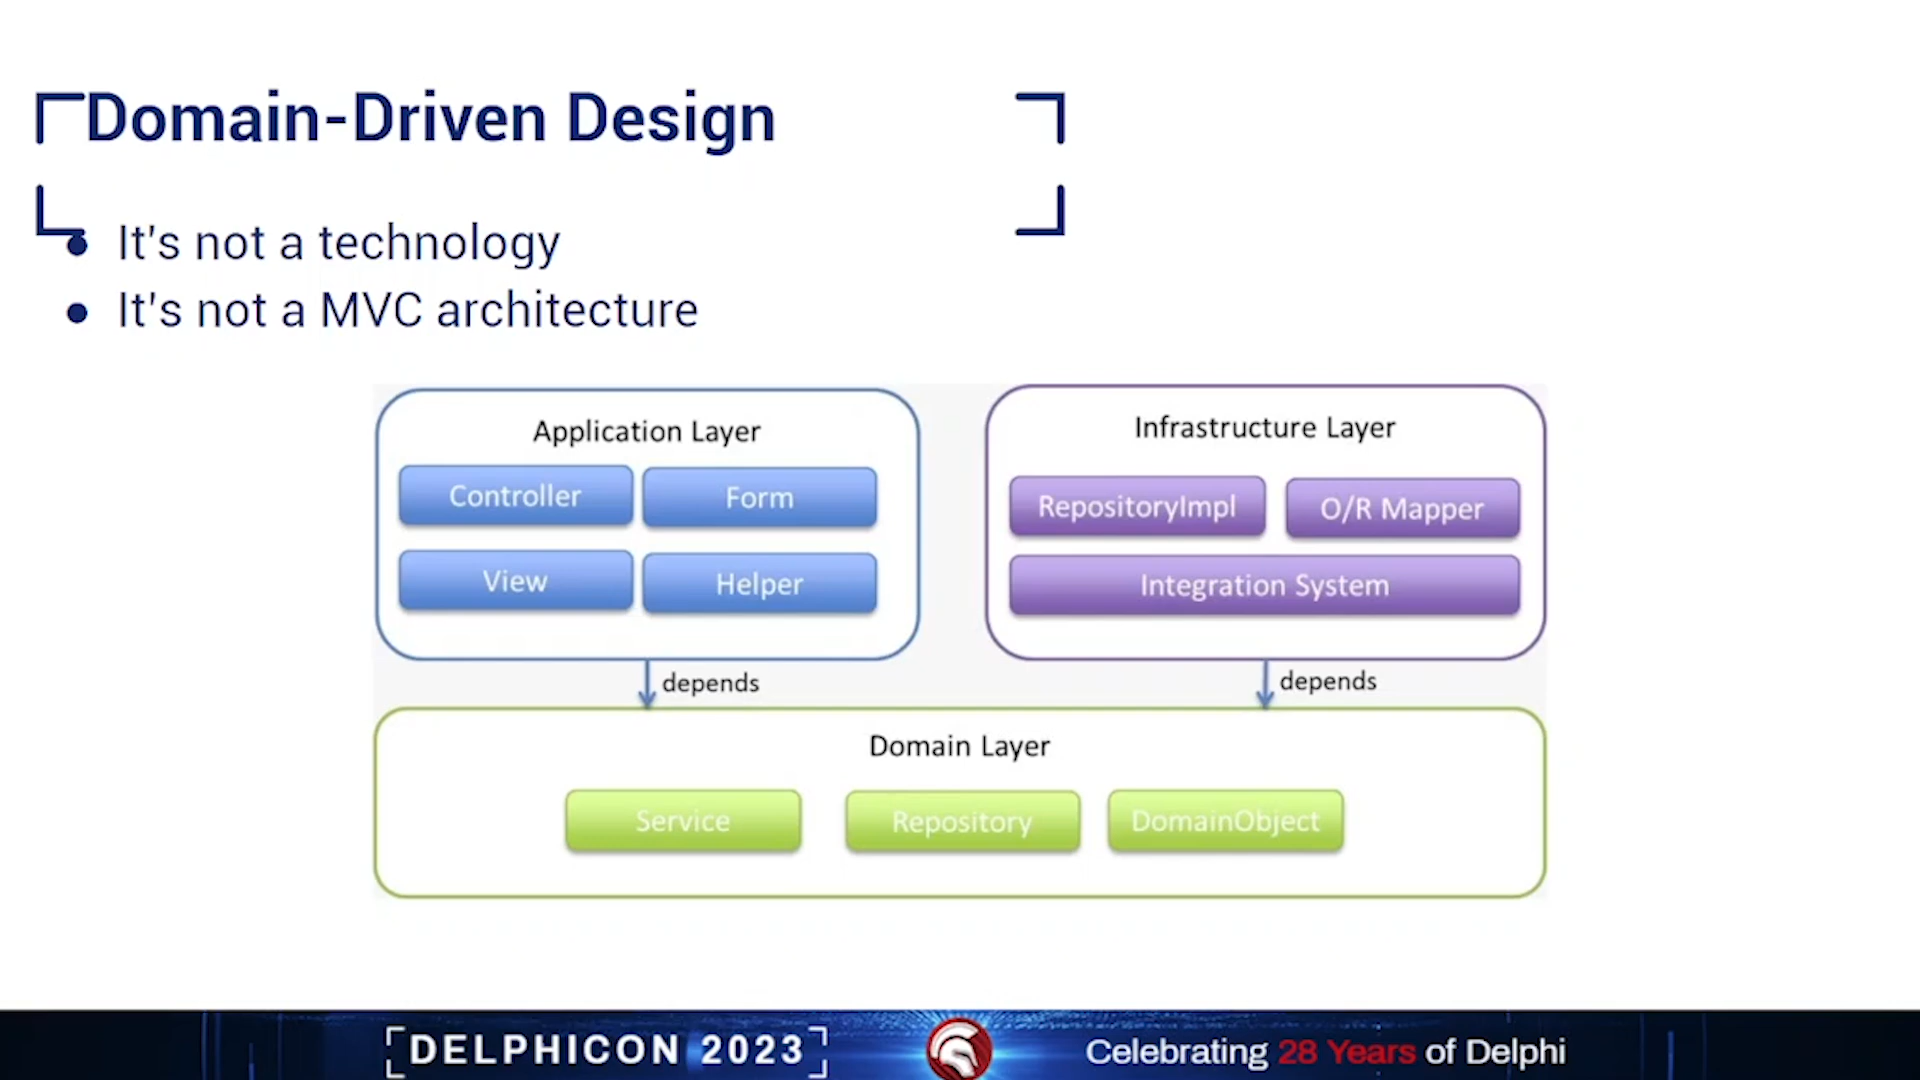 Domain-Driven Design
It's not a technology
It's not a MVC architecture
Application Layer
Controller
Form
View
Helper
Infrastructure Layer
RepositoryImpl
O/R Mapper
Integration System
depends
depends
Domain Layer
Service
Repository
DomainObject
DELPHICON 2023
Celebrating 28 Years of Delphi